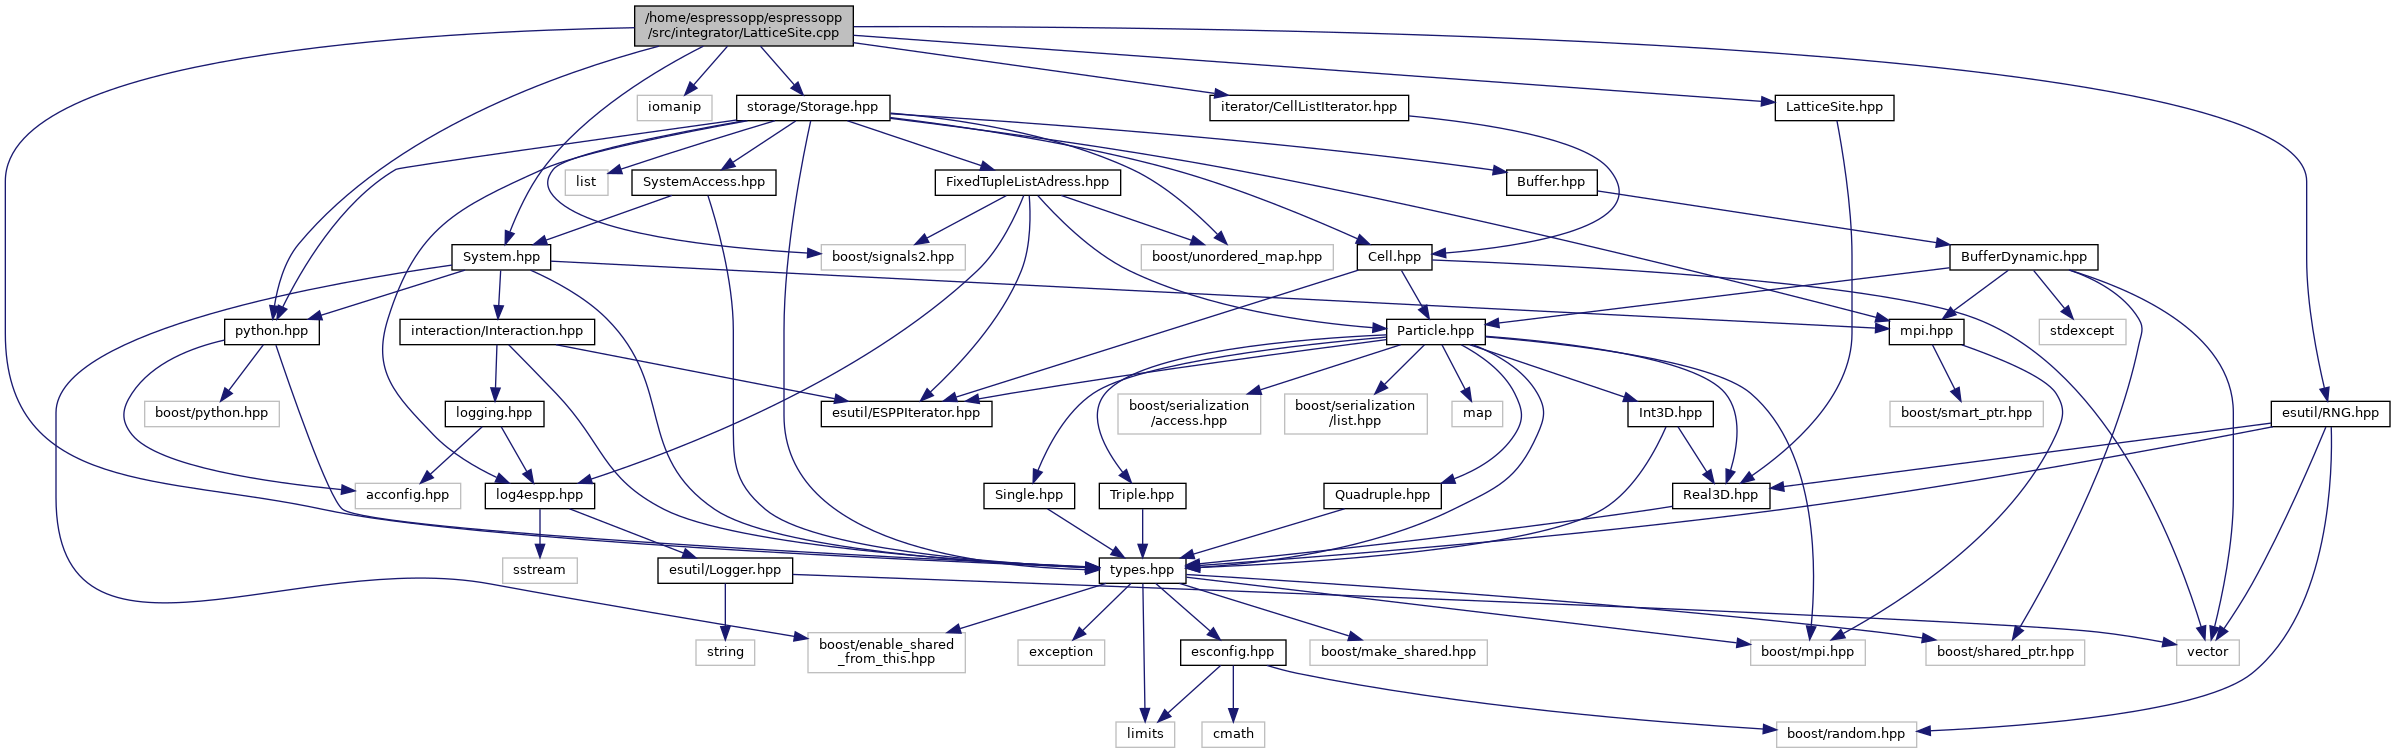 /home/espressopp/espressopp
/src/integrator/LatticeSite.cpp
iomanip
storage/Storage.hpp
iterator/CellListIterator.hpp
LatticeSite.hpp
list
SystemAccess.hpp
FixedTupleListAdress.hpp
Buffer.hpp
System.hpp
boost/signals2.hpp
boost/unordered_map.hpp
Cell.hpp
BufferDynamic.hpp
python.hpp
interaction/Interaction.hpp
Particle.hpp
mpi.hpp
stdexcept
boost/python.hpp
logging.hpp
esutil/ESPPIterator.hpp
boost/serialization
/access.hpp
boost/serialization
/list.hpp
map
Int3D.hpp
boost/smart_ptr.hpp
esutil/RNG.hpp
acconfig.hpp
log4espp.hpp
Single.hpp
Triple.hpp
Quadruple.hpp
Real3D.hpp
sstream
esutil/Logger.hpp
types.hpp
string
boost/enable_shared
_from_this.hpp
exception
esconfig.hpp
boost/make_shared.hpp
boost/mpi.hpp
boost/shared_ptr.hpp
vector
limits
cmath
boost/random.hpp